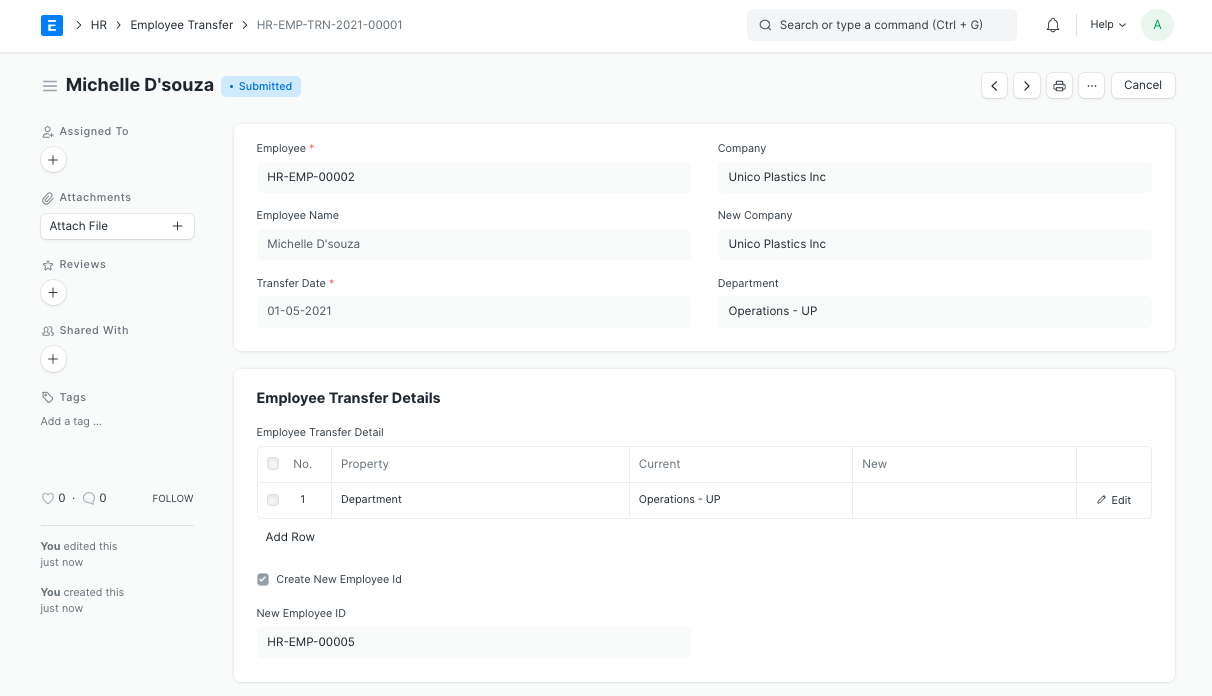 E
HR
Employee Transfer
HR-EMP-TRN-2021-00001
Search or type a command (Ctrl + G)
Help
A
Michelle D'souza
• Submitted
...
Cancel
Assigned To
Attachments
Attach File
Reviews
Shared With
Tags
Add a tag ...
0 · 0
FOLLOW
You edited this
just now
You created this
just now
Employee *
HR-EMP-00002
Company
Unico Plastics Inc
Employee Name
Michelle D'souza
New Company
Unico Plastics Inc
Transfer Date *
01-05-2021
Department
Operations - UP
Employee Transfer Details
Employee Transfer Detail
No. Property Current New
1 Department Operations - UP Edit
Add Row
Create New Employee Id
New Employee ID
HR-EMP-00005